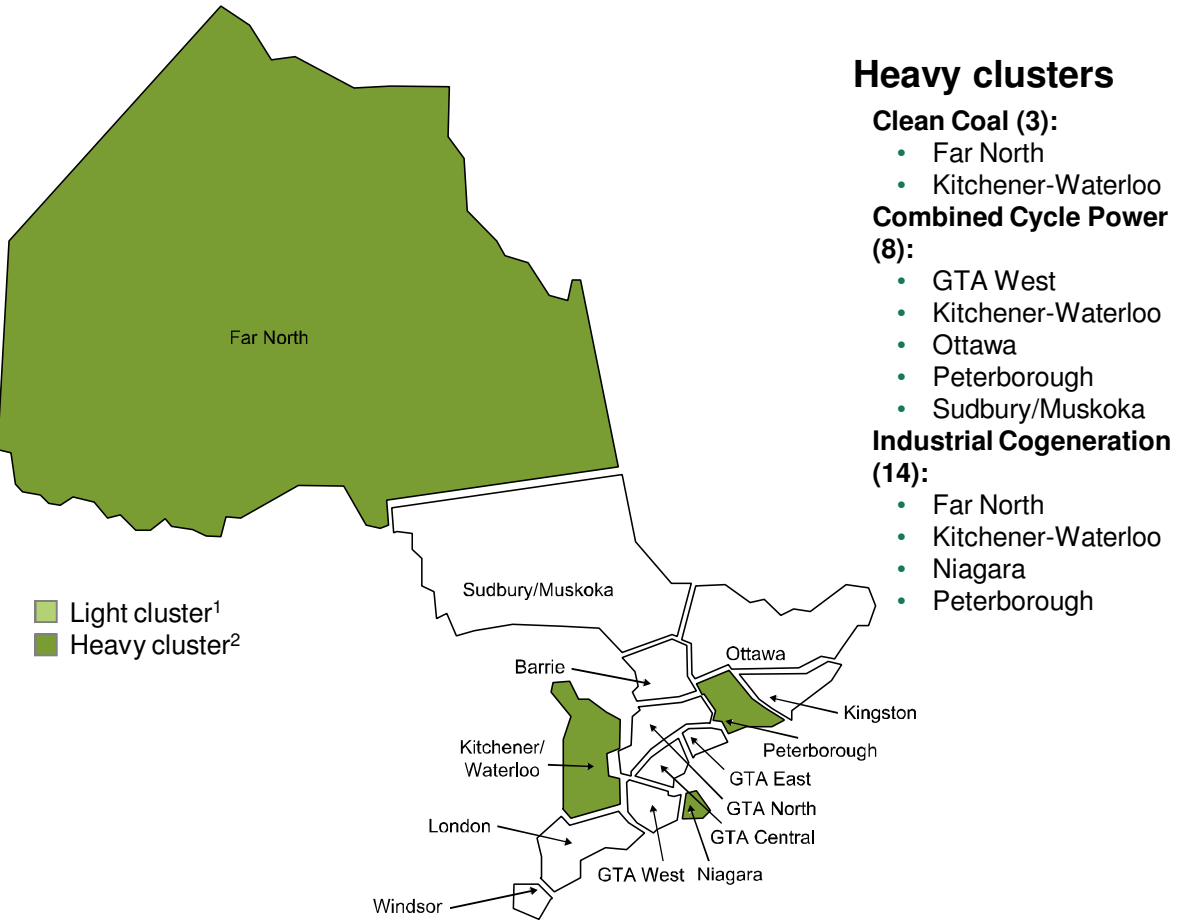 Heavy clusters
Clean Coal (3):
• Far North
• Kitchener-Waterloo
Combined Cycle Power
(8):
• GTA West
• Kitchener-Waterloo
• Ottawa
• Peterborough
• Sudbury/Muskoka
Industrial Cogeneration
(14):
• Far North
• Kitchener-Waterloo
• Niagara
• Peterborough
Far North
Sudbury/Muskoka
Light cluster¹
Heavy cluster²
Ottawa
Barrie
Kingston
Kitchener/
Waterloo
Peterborough
GTA East
GTA North
London
GTA Central
GTA West
Niagara
Windsor